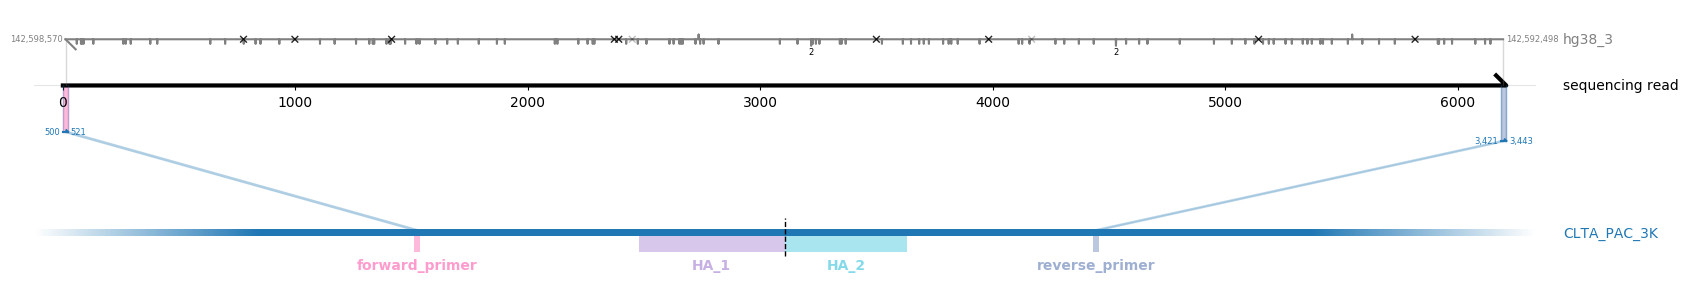 142,598,570 142,592,498 hg38_3
2 2
sequencing read
0 1000 2000 3000 4000 5000 6000
500 521 3,421 3,443
CLTA_PAC_3K
forward_primer HA_1 HA_2 reverse_primer